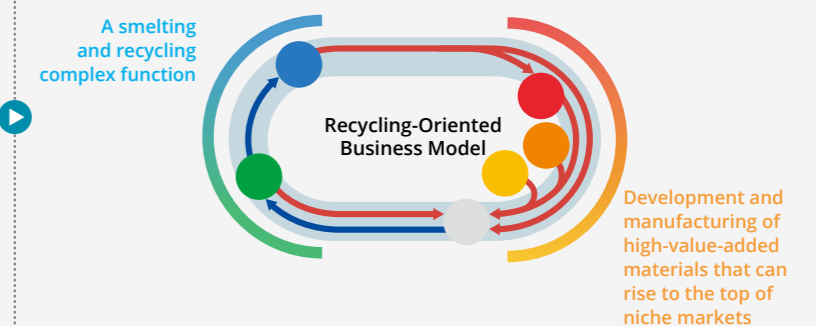 A smelting
and recycling
complex function
Recycling-Oriented
Business Model
Development and
manufacturing of
high-value-added
materials that can
rise to the top of
niche markets